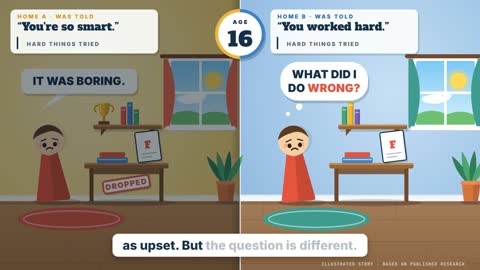 HOME A · WAS TOLD
“You're so smart.”
HARD THINGS TRIED
AGE
16
HOME B · WAS TOLD
“You worked hard.”
HARD THINGS TRIED
IT WAS BORING.
WHAT DID I
DO WRONG?
F
DROPPED
F
as upset. But the question is different.
ILLUSTRATED STORY · BASED ON PUBLISHED RESEARCH